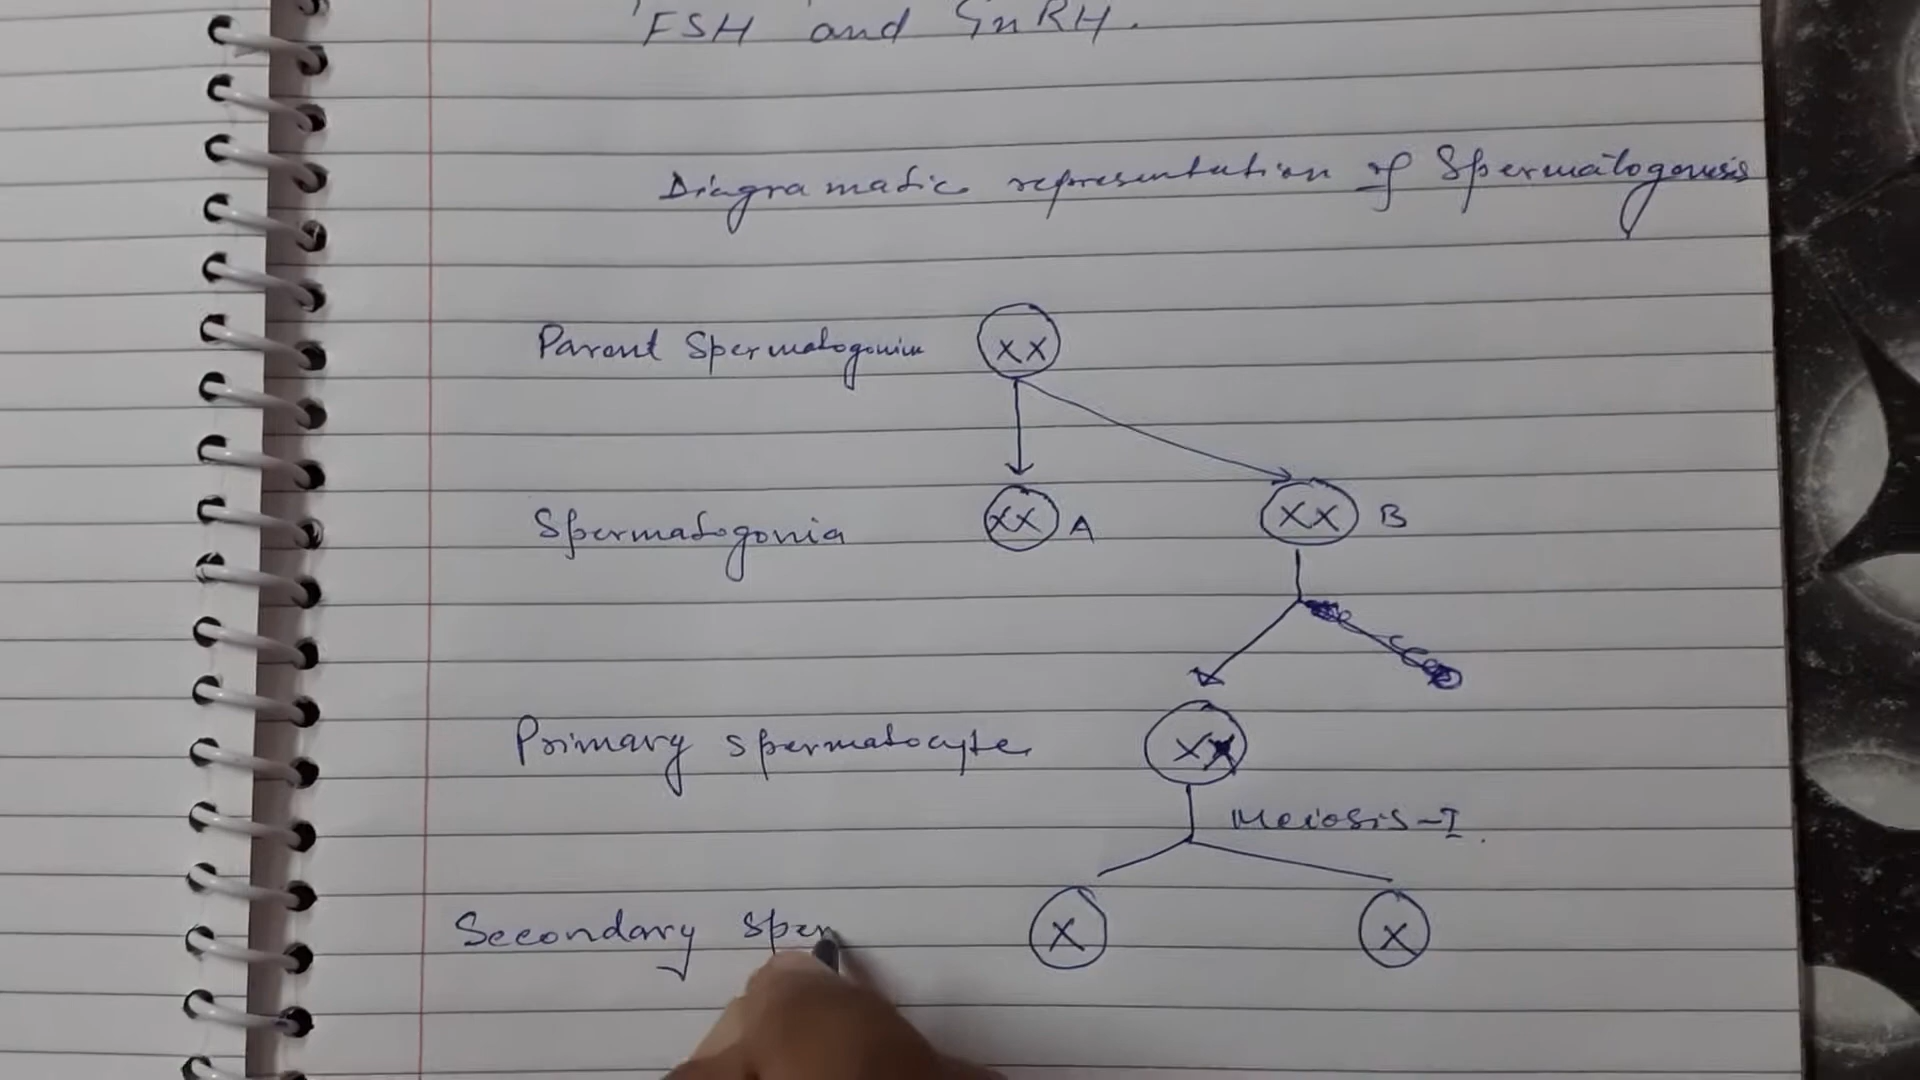 FSH and GnRH.
Diagramatic representation of Spermatogenesis
Parent Spermatogonium XX
Spermatogonia XX A XX B
Primary spermatocyte XX
Meiosis-I.
Secondary sper X X